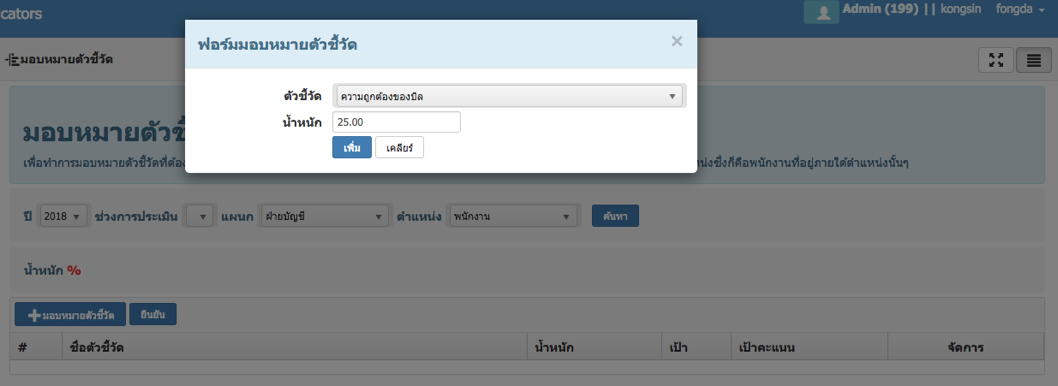 cators
Admin (199) || kongsin fongda
ฟอร์มมอบหมายตัวชี้วัด
×
มอบหมายตัวชี้วัด
ตัวชี้วัด ความถูกต้องของบิล
น้ำหนัก 25.00
เพิ่ม เคลียร์
มอบหมายตัวชี้
เพื่อทำการมอบหมายตัวชี้วัดที่ต้อง น่งซึ่งก็คือพนักงานที่อยู่ภายใต้ตำแหน่งนั้นๆ
ปี 2018 ช่วงการประเมิน แผนก ฝ่ายบัญชี ตำแหน่ง พนักงาน ค้นหา
น้ำหนัก %
มอบหมายตัวชี้วัด ยืนยัน
# ชื่อตัวชี้วัด น้ำหนัก เป้า เป้าคะแนน จัดการ